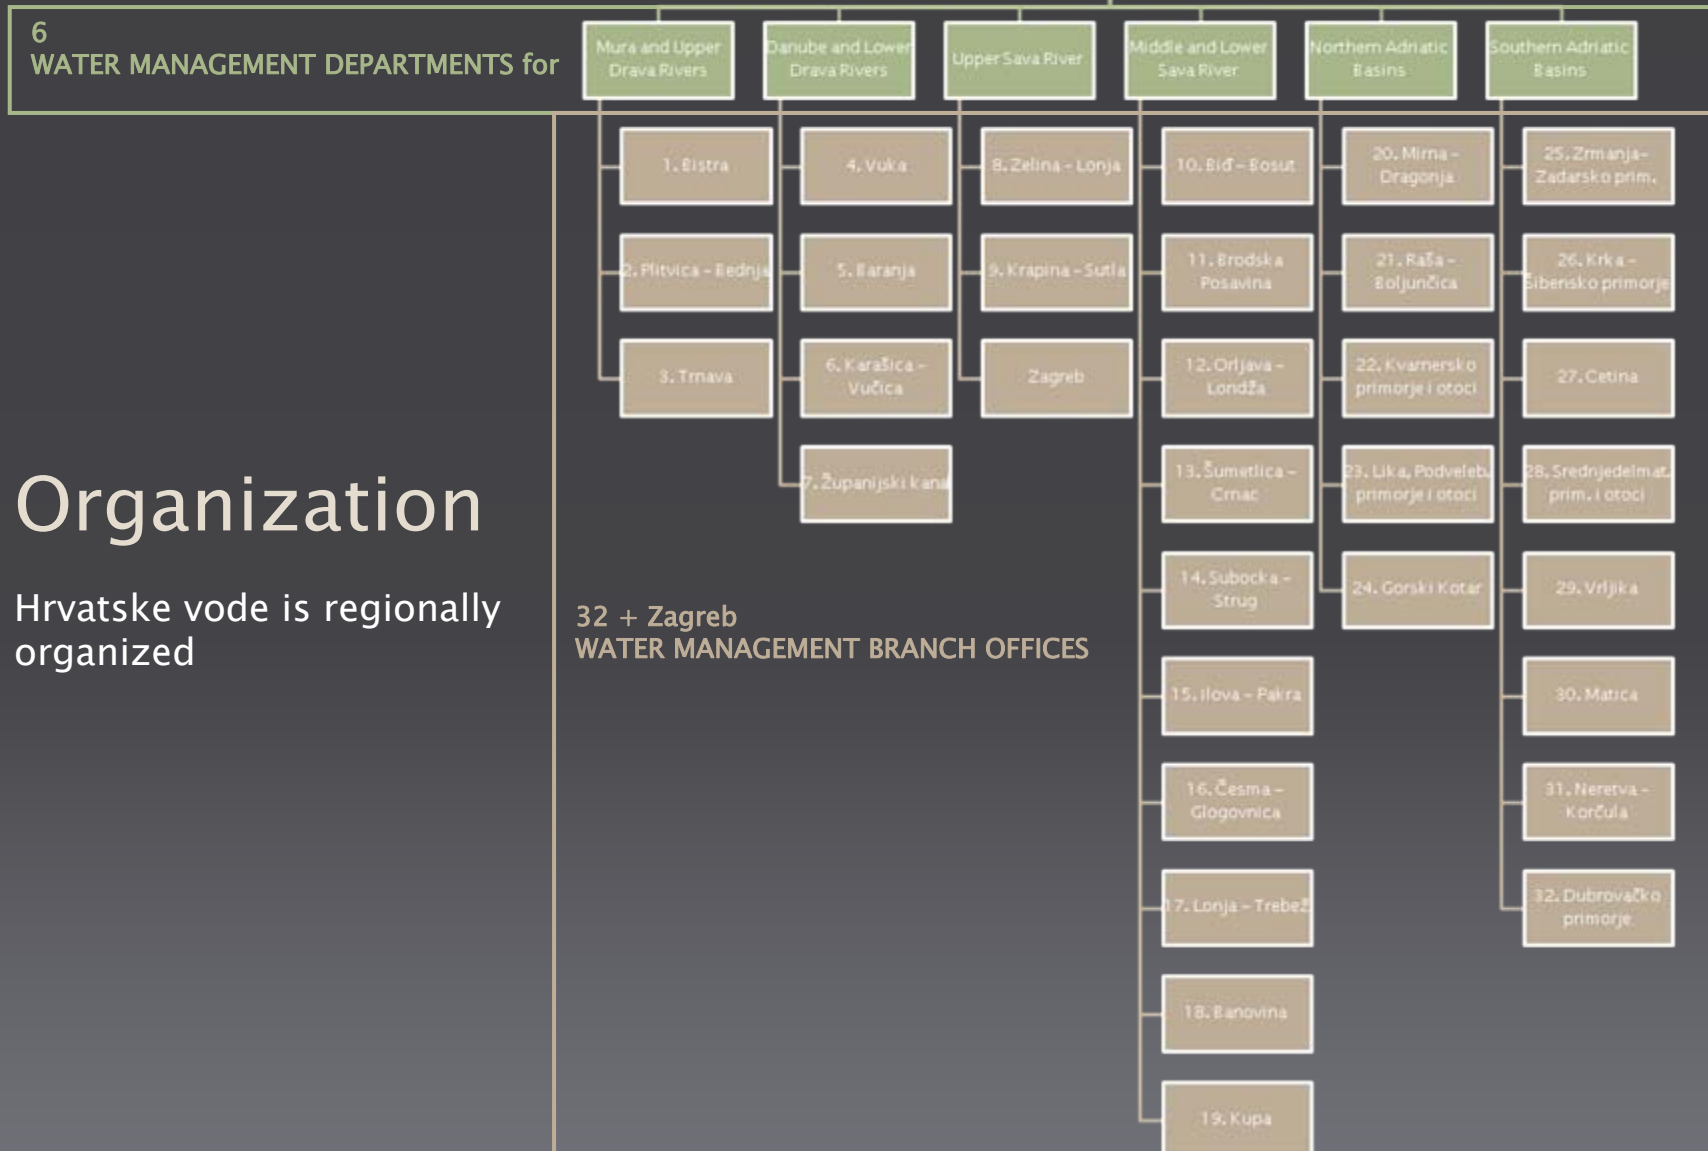 6
WATER MANAGEMENT DEPARTMENTS for
Mura and Upper
Drava Rivers
Danube and Lower
Drava Rivers
Upper Sava River
Middle and Lower
Sava River
Northern Adriatic
Basins
Southern Adriatic
Basins
Organization
Hrvatske vode is regionally
organized
32 + Zagreb
WATER MANAGEMENT BRANCH OFFICES
1. Bistra
2. Plitvica – Bednja
3. Trnava
4. Vuka
5. Baranja
6. Karašica –
Vučica
7. Županijski kanal
8. Zelina – Lonja
9. Krapina – Sutla
Zagreb
10. Biđ – Bosut
11. Brodska
Posavina
12. Orljava –
Londža
13. Šumetlica –
Crnac
14. Subocka –
Strug
15. Ilova – Pakra
16. Česma –
Glogovnica
17. Lonja – Trebež
18. Banovina
19. Kupa
20. Mirna –
Dragonja
21. Raša –
Boljunčica
22. Kvarnersko
primorje i otoci
23. Lika, Podveleb.
primorje i otoci
24. Gorski Kotar
25. Zrmanja–
Zadarsko prim.
26. Krka –
Šibensko primorje
27. Cetina
28. Srednjedelmat.
prim. i otoci
29. Vrljika
30. Matica
31. Neretva –
Korčula
32. Dubrovačko
primorje